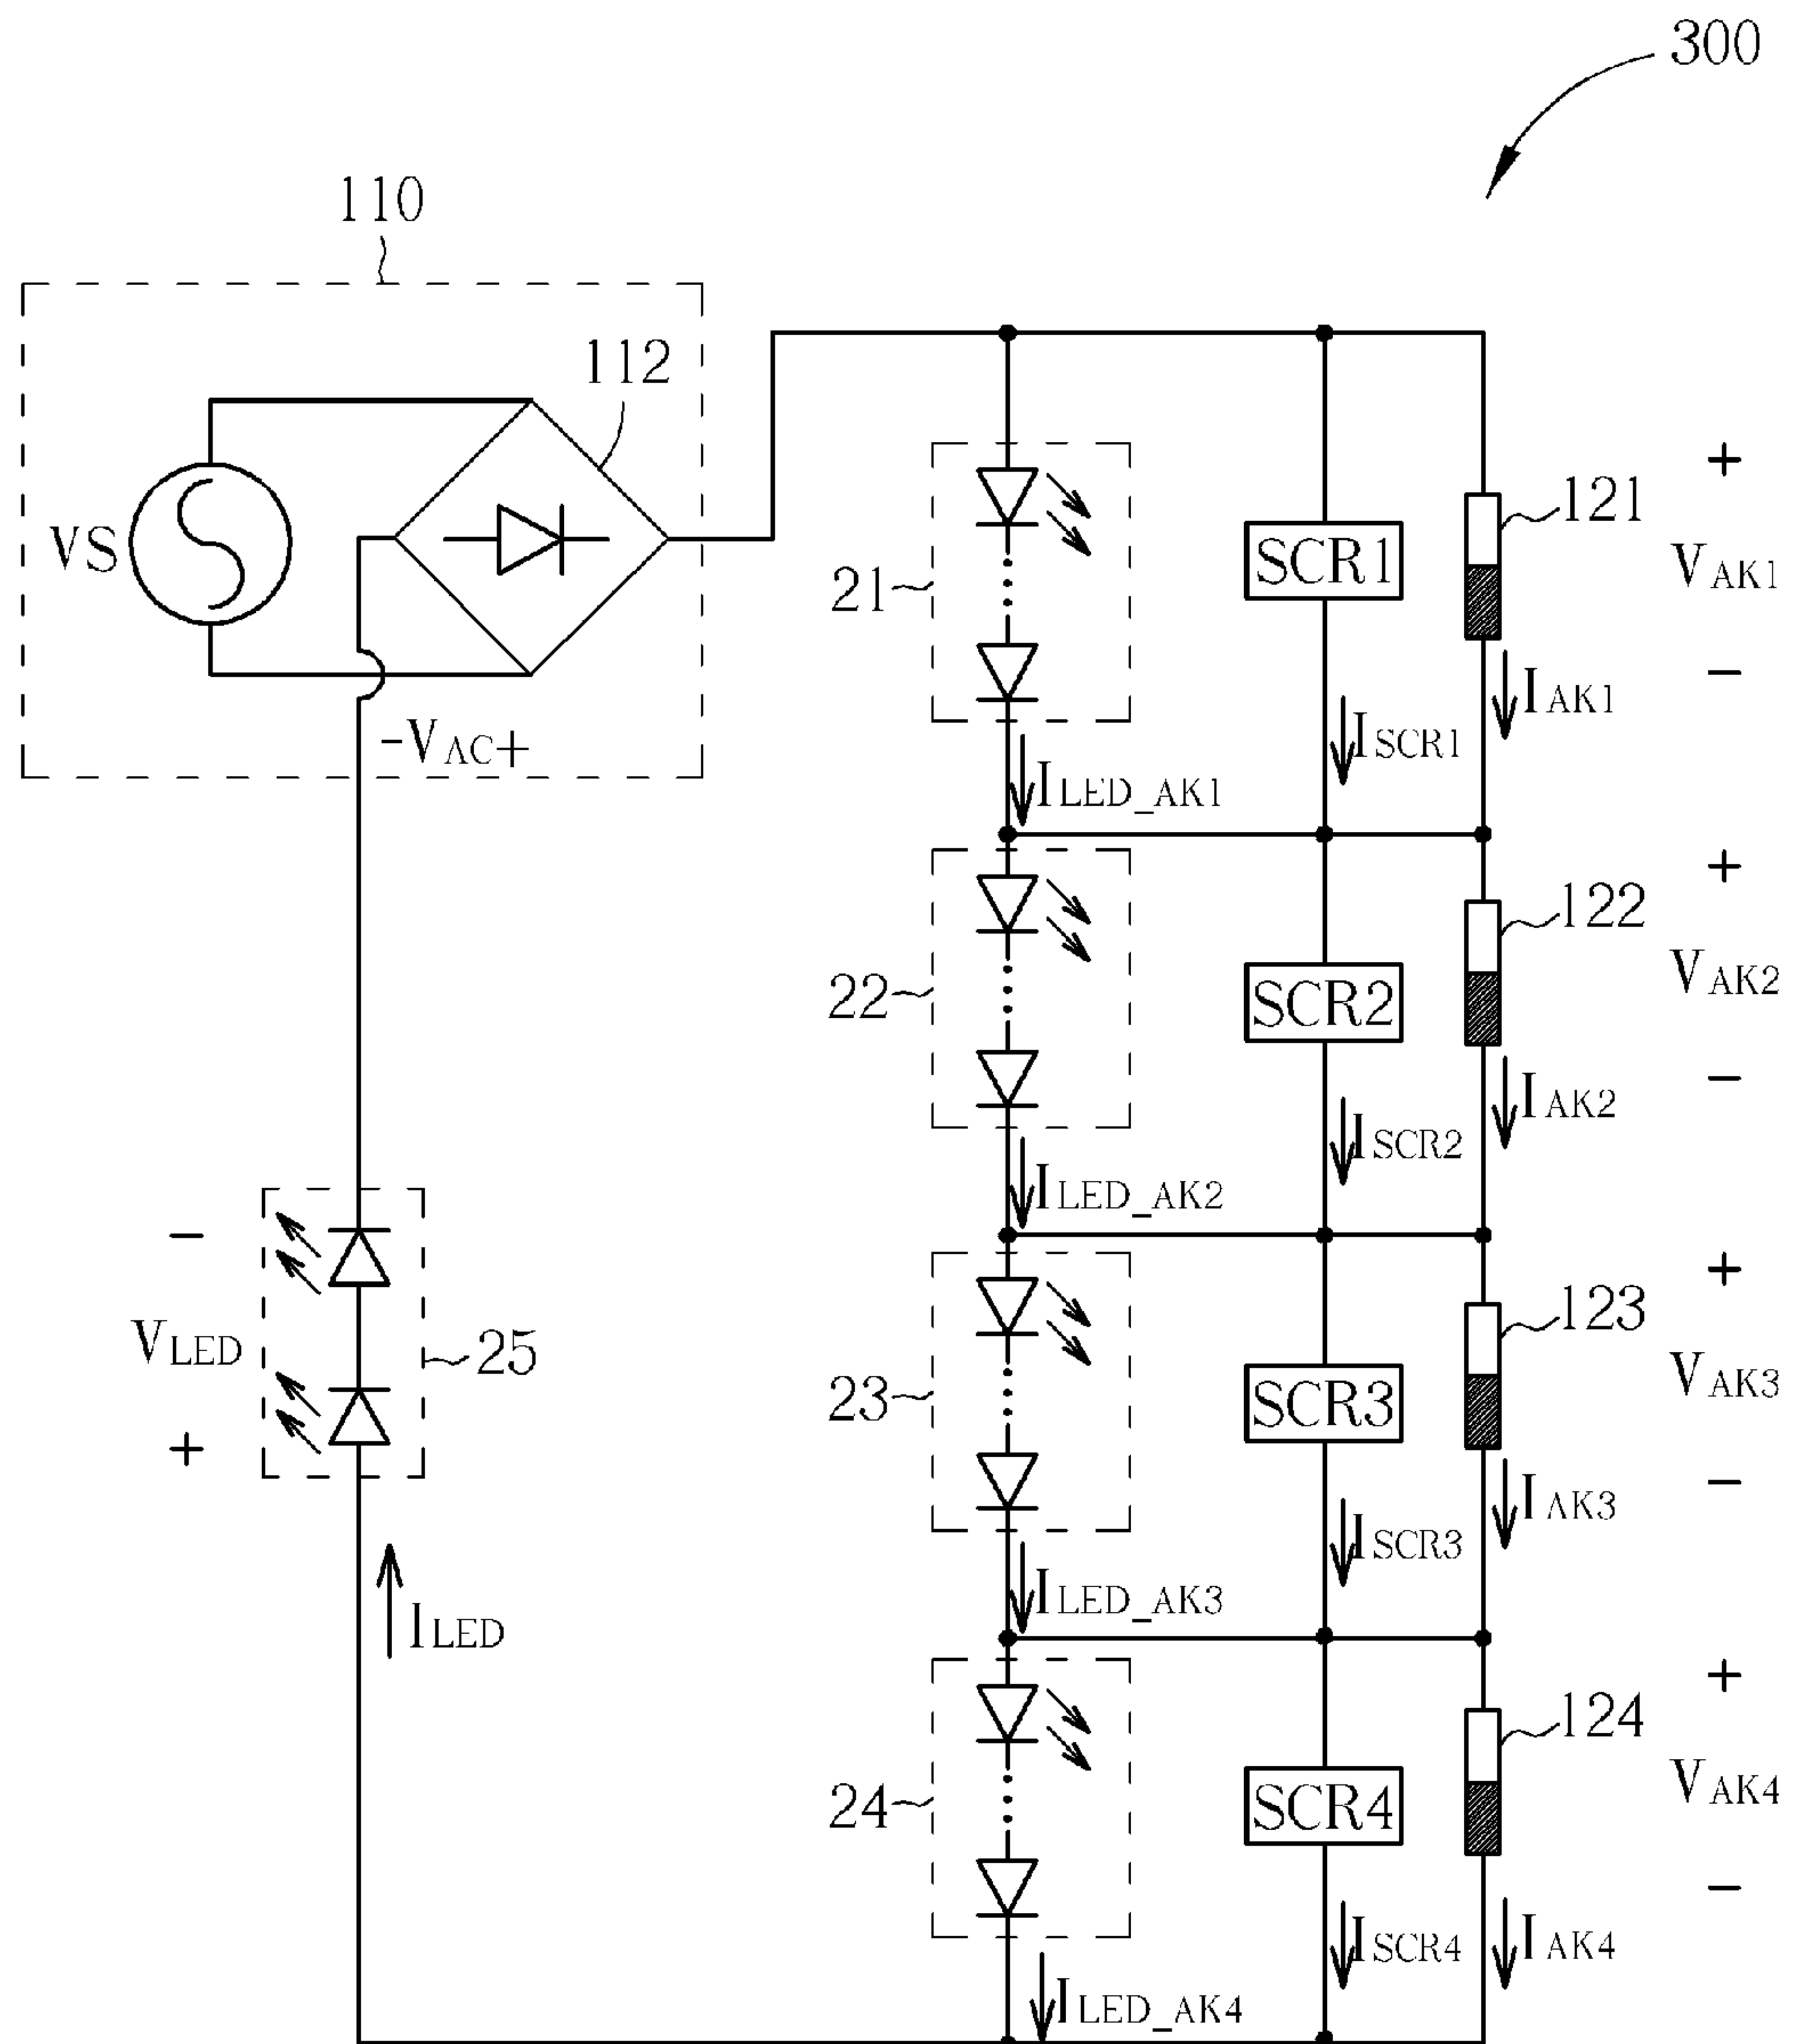 300
110
112
VS
-VAC+
21
SCR1
121
+
VAK1
-
IAK1
ISCR1
ILED_AK1
22
SCR2
122
+
VAK2
-
IAK2
ISCR2
ILED_AK2
-
VLED
+
25
ILED
23
SCR3
123
+
VAK3
-
IAK3
ISCR3
ILED_AK3
24
SCR4
124
+
VAK4
-
IAK4
ISCR4
ILED_AK4